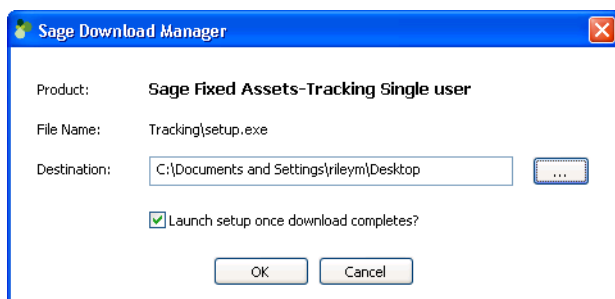 Sage Download Manager
Product: Sage Fixed Assets-Tracking Single user
File Name: Tracking\setup.exe
Destination: C:\Documents and Settings\rileym\Desktop ...
Launch setup once download completes?
OK Cancel